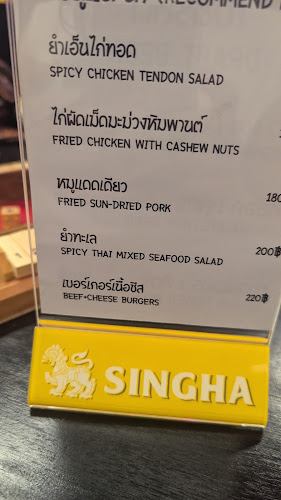 (RECOMMEND
ยำเอ็นไก่ทอด
SPICY CHICKEN TENDON SALAD
ไก่ผัดเม็ดมะม่วงหิมพานต์
FRIED CHICKEN WITH CASHEW NUTS
หมูแดดเดียว
FRIED SUN-DRIED PORK 180
ยำทะเล
SPICY THAI MIXED SEAFOOD SALAD 200฿
เบอร์เกอร์เนื้อชีส
BEEF+CHEESE BURGERS 220฿
SINGHA